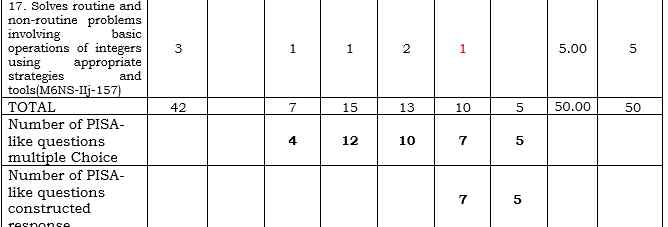 17. Solves routine and
non-routine problems
involving basic
operations of integers
using appropriate
strategies and
tools(M6NS-IIj-157)
3 1 1 2 1 5.00 5
TOTAL 42 7 15 13 10 5 50.00 50
Number of PISA-
like questions
multiple Choice
4 12 10 7 5
Number of PISA-
like questions
constructed
response
7 5